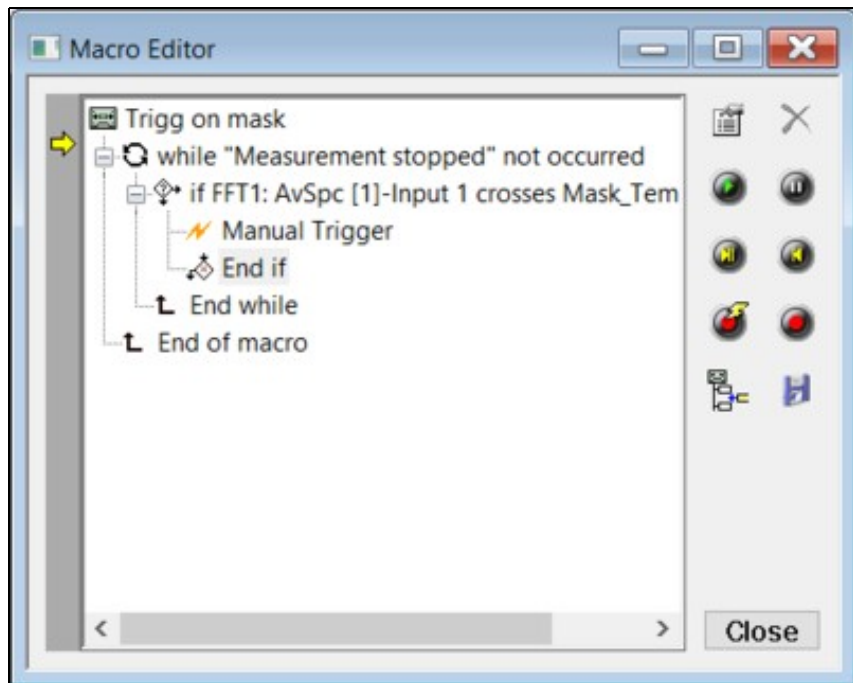 Macro Editor
Trigg on mask
while "Measurement stopped" not occurred
if FFT1: AvSpc [1]-Input 1 crosses Mask_Tem
Manual Trigger
End if
End while
End of macro
Close